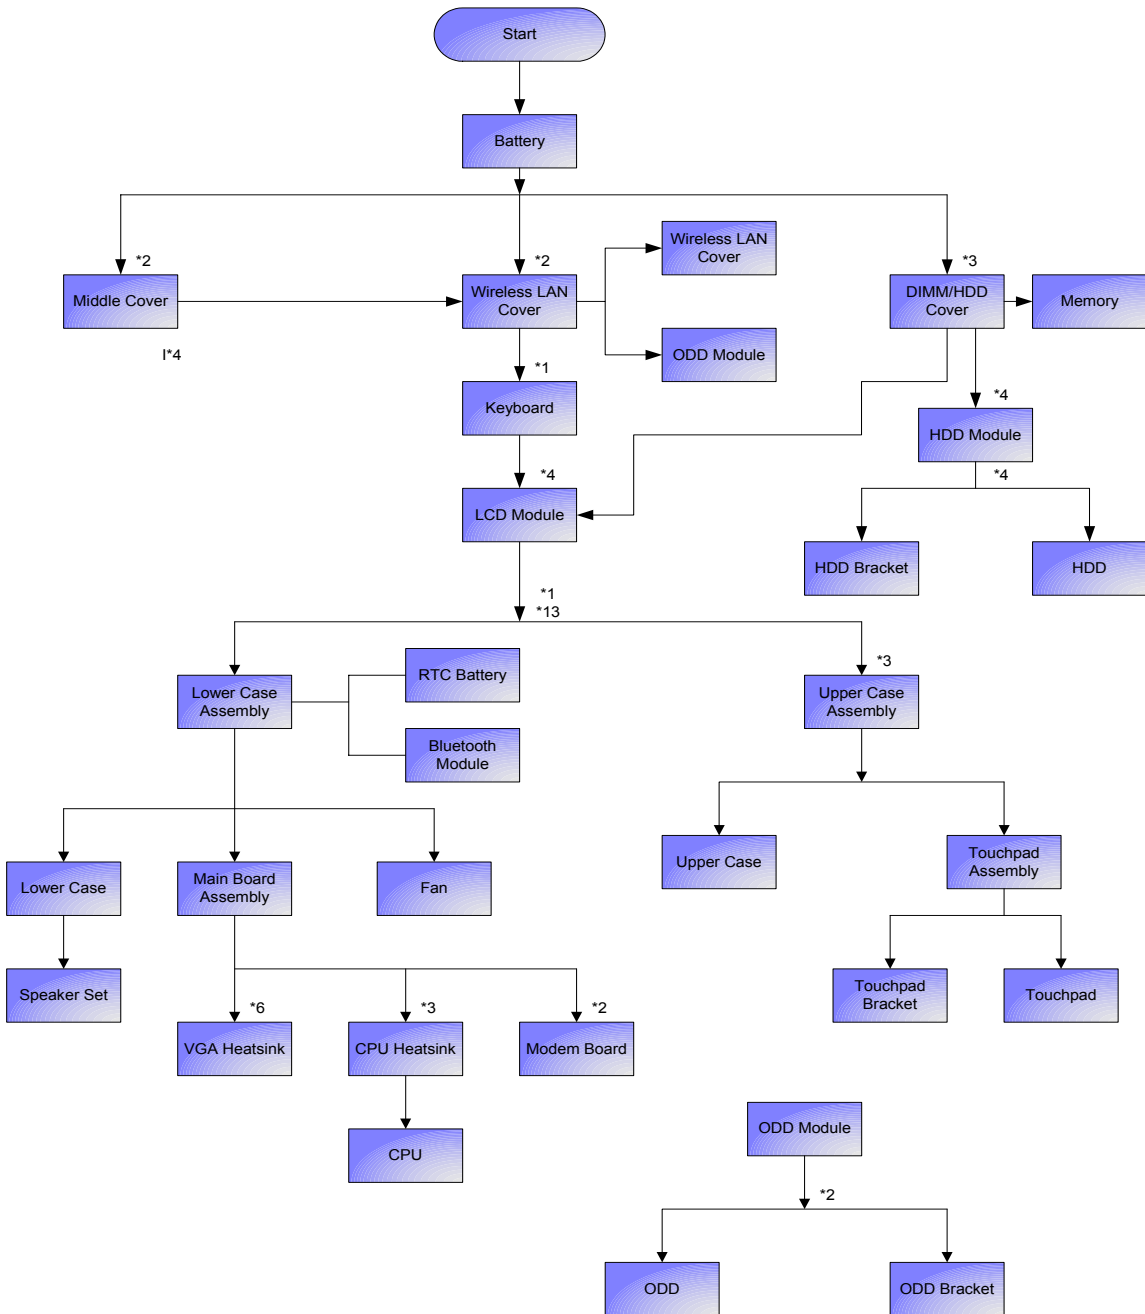 Start
Battery
*2
*2
*3
Middle Cover
Wireless LAN
Cover
Wireless LAN
Cover
ODD Module
DIMM/HDD
Cover
Memory
I*4
*1
Keyboard
*4
HDD Module
*4
*4
LCD Module
HDD Bracket
HDD
*1
*13
Lower Case
Assembly
RTC Battery
Bluetooth
Module
*3
Upper Case
Assembly
Lower Case
Main Board
Assembly
Fan
Upper Case
Touchpad
Assembly
Speaker Set
*6
VGA Heatsink
*3
CPU Heatsink
*2
Modem Board
Touchpad
Bracket
Touchpad
CPU
ODD Module
*2
ODD
ODD Bracket